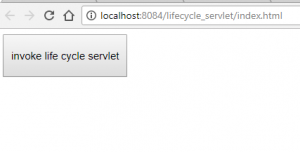 localhost:8084/lifecycle_servlet/index.html
invoke life cycle servlet